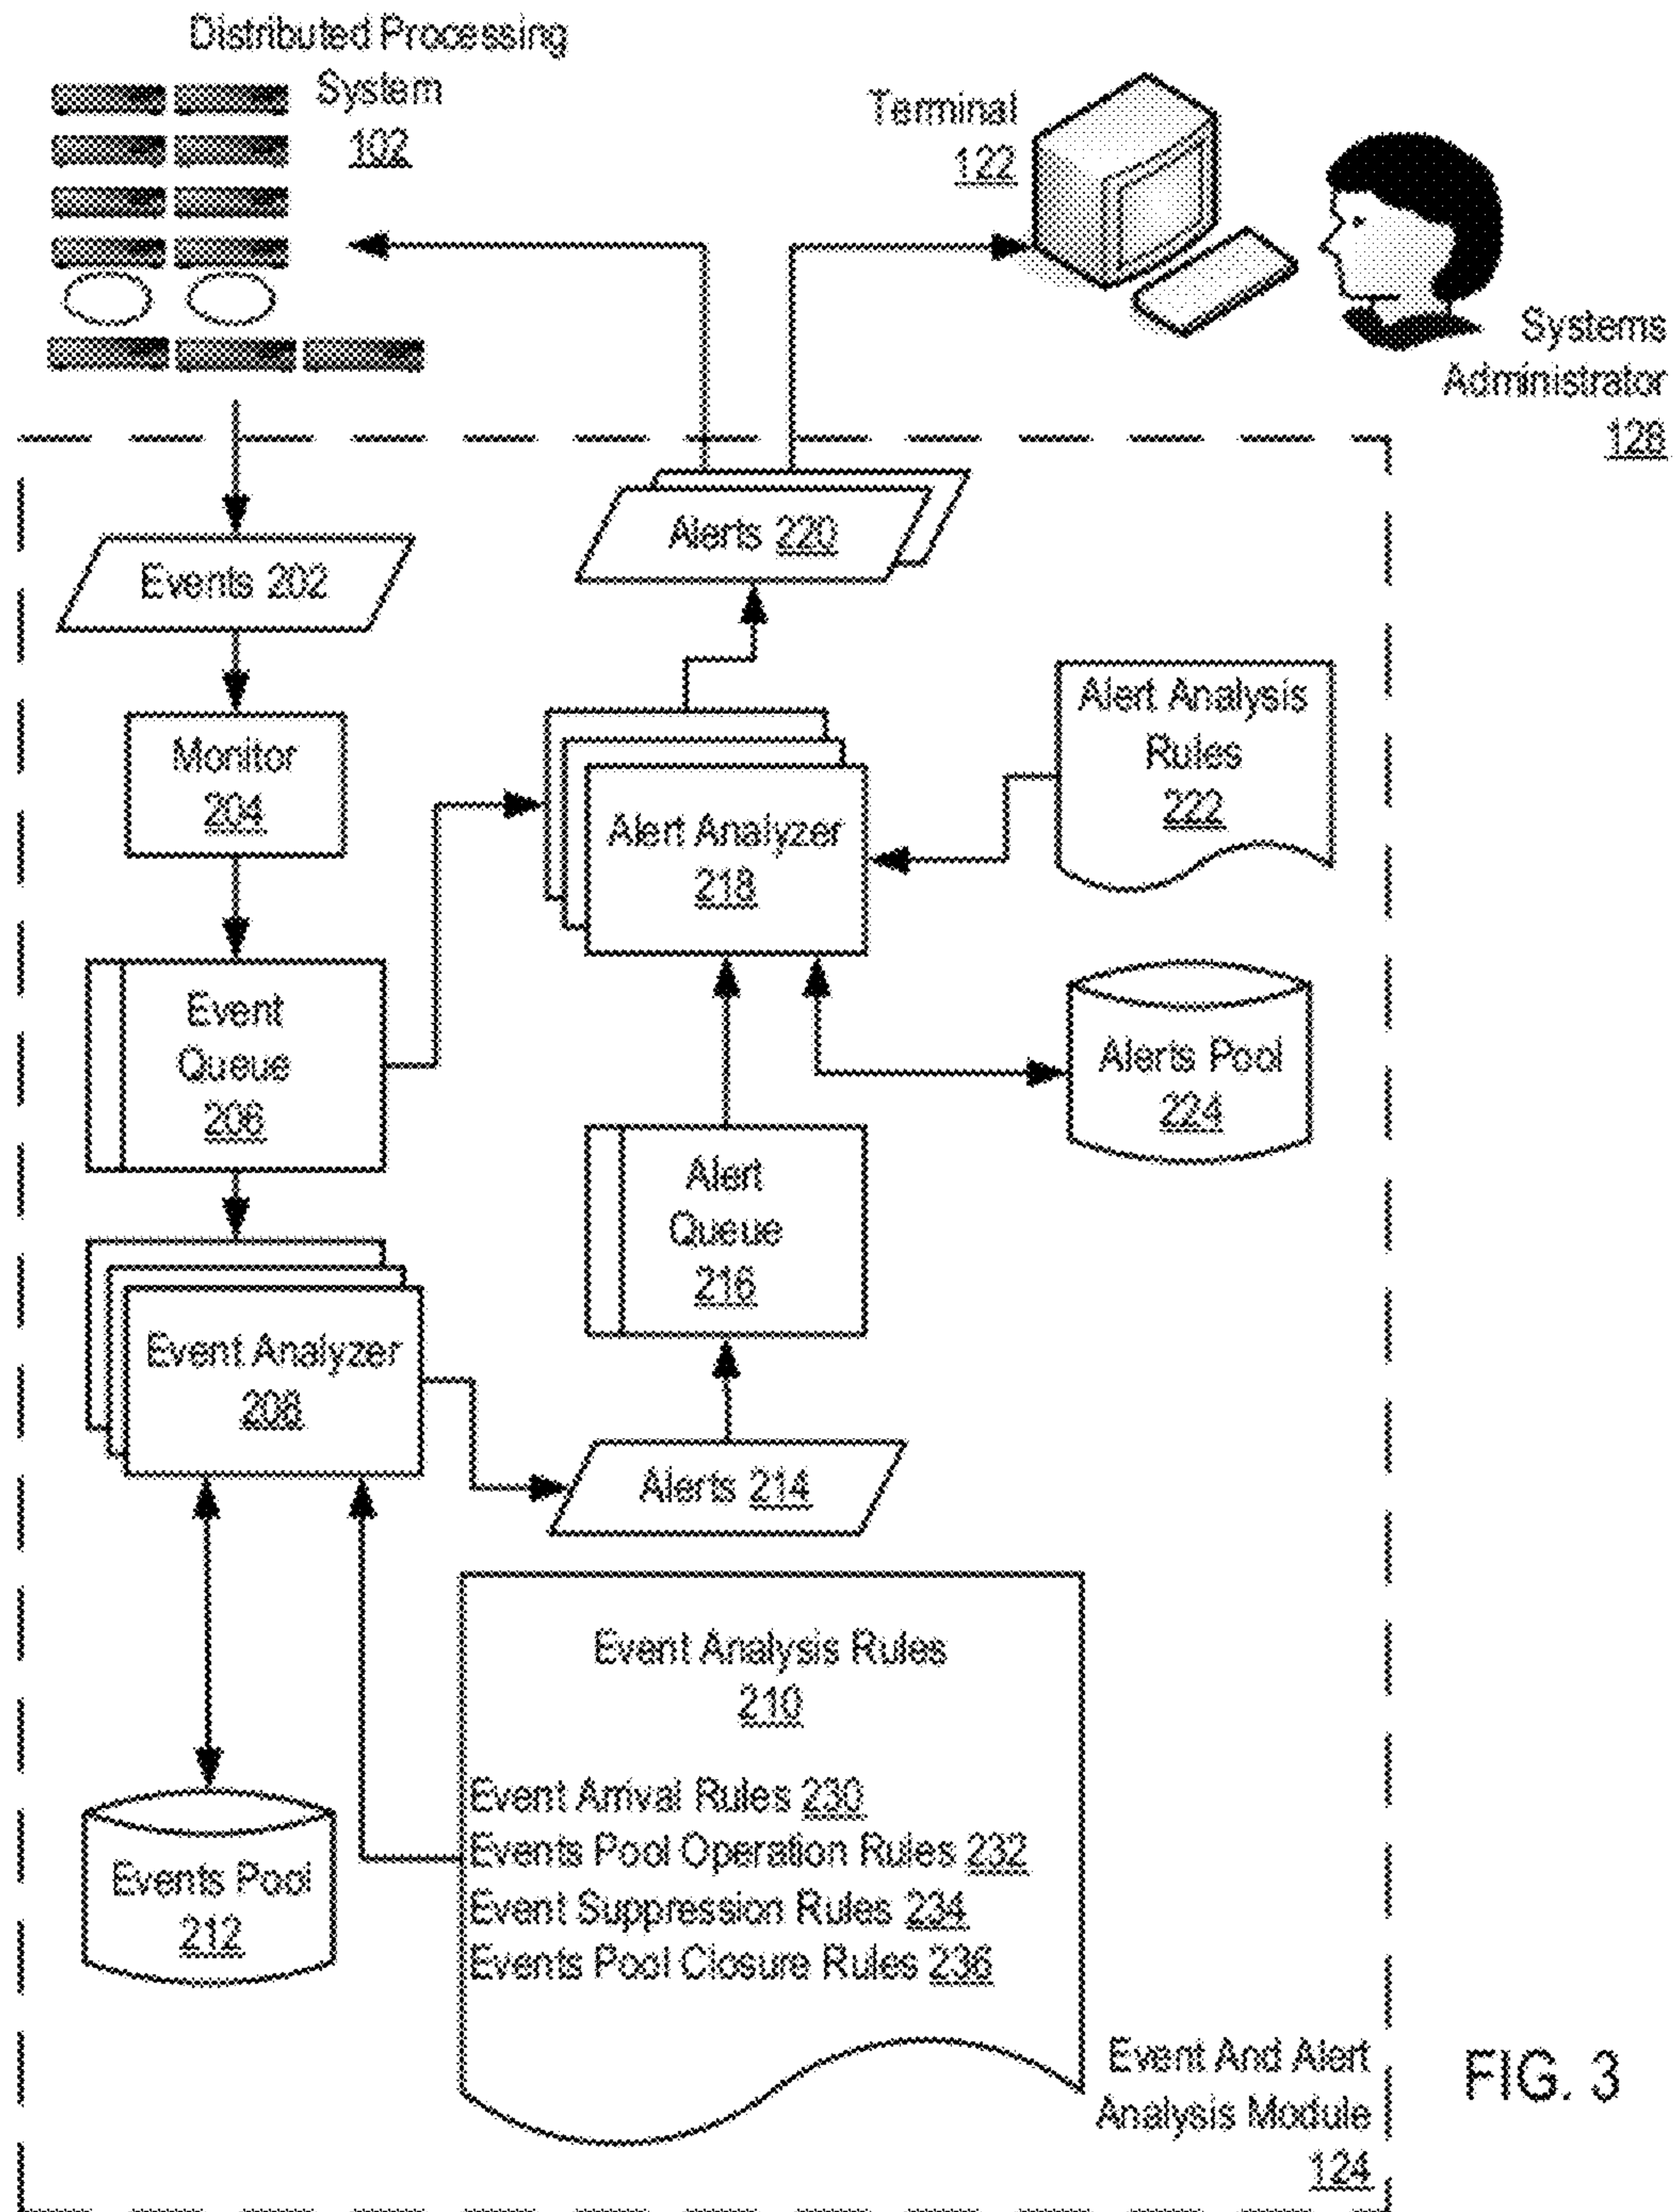 Distributed Processing
System
102
Terminal
122
Systems
Administrator
128
Events 202
Alerts 220
Monitor
204
Alert Analysis
Rules
222
Alert Analyzer
218
Event
Queue
206
Alerts Pool
224
Alert
Queue
216
Event Analyzer
208
Alerts 214
Event Analysis Rules
210
Event Arrival Rules 230
Events Pool Operation Rules 232
Event Suppression Rules 234
Events Pool Closure Rules 236
Events Pool
212
Event And Alert
Analysis Module
124
FIG. 3